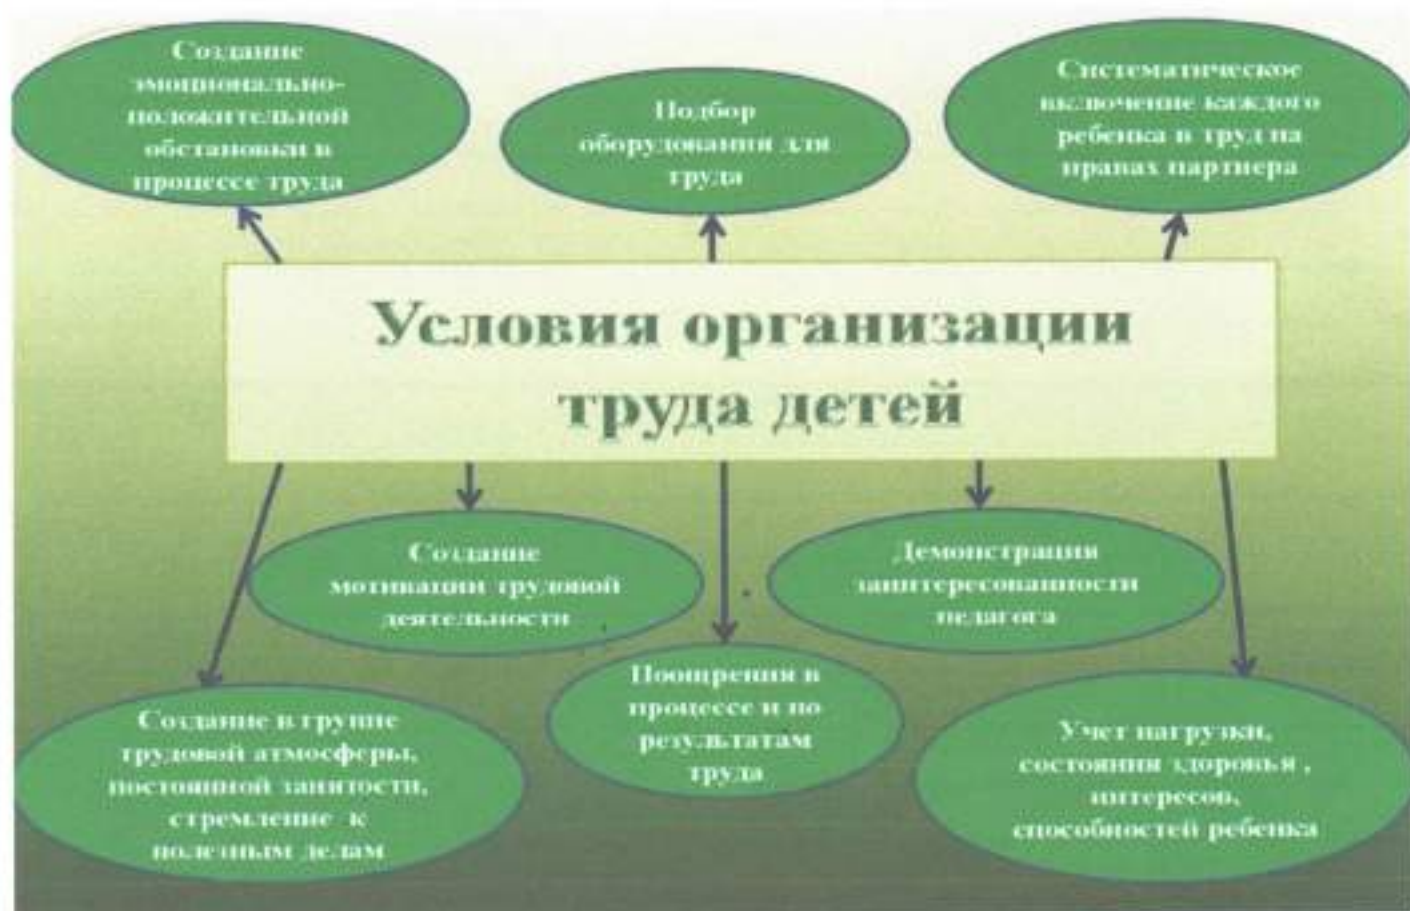 Создание
эмоционально-
положительной
обстановки в
процессе труда
Подбор
оборудования для
труда
Систематическое
включение каждого
ребенка в труд на
правах партнера
Условия организации
труда детей
Создание
мотивации трудовой
деятельности
Демонстрация
заинтересованности
педагога
Создание в группе
трудовой атмосферы,
постоянной занятости,
стремление к
полезным делам
Поощрения в
процессе и по
результатам
труда
Учет нагрузки,
состояния здоровья ,
интересов,
способностей ребенка